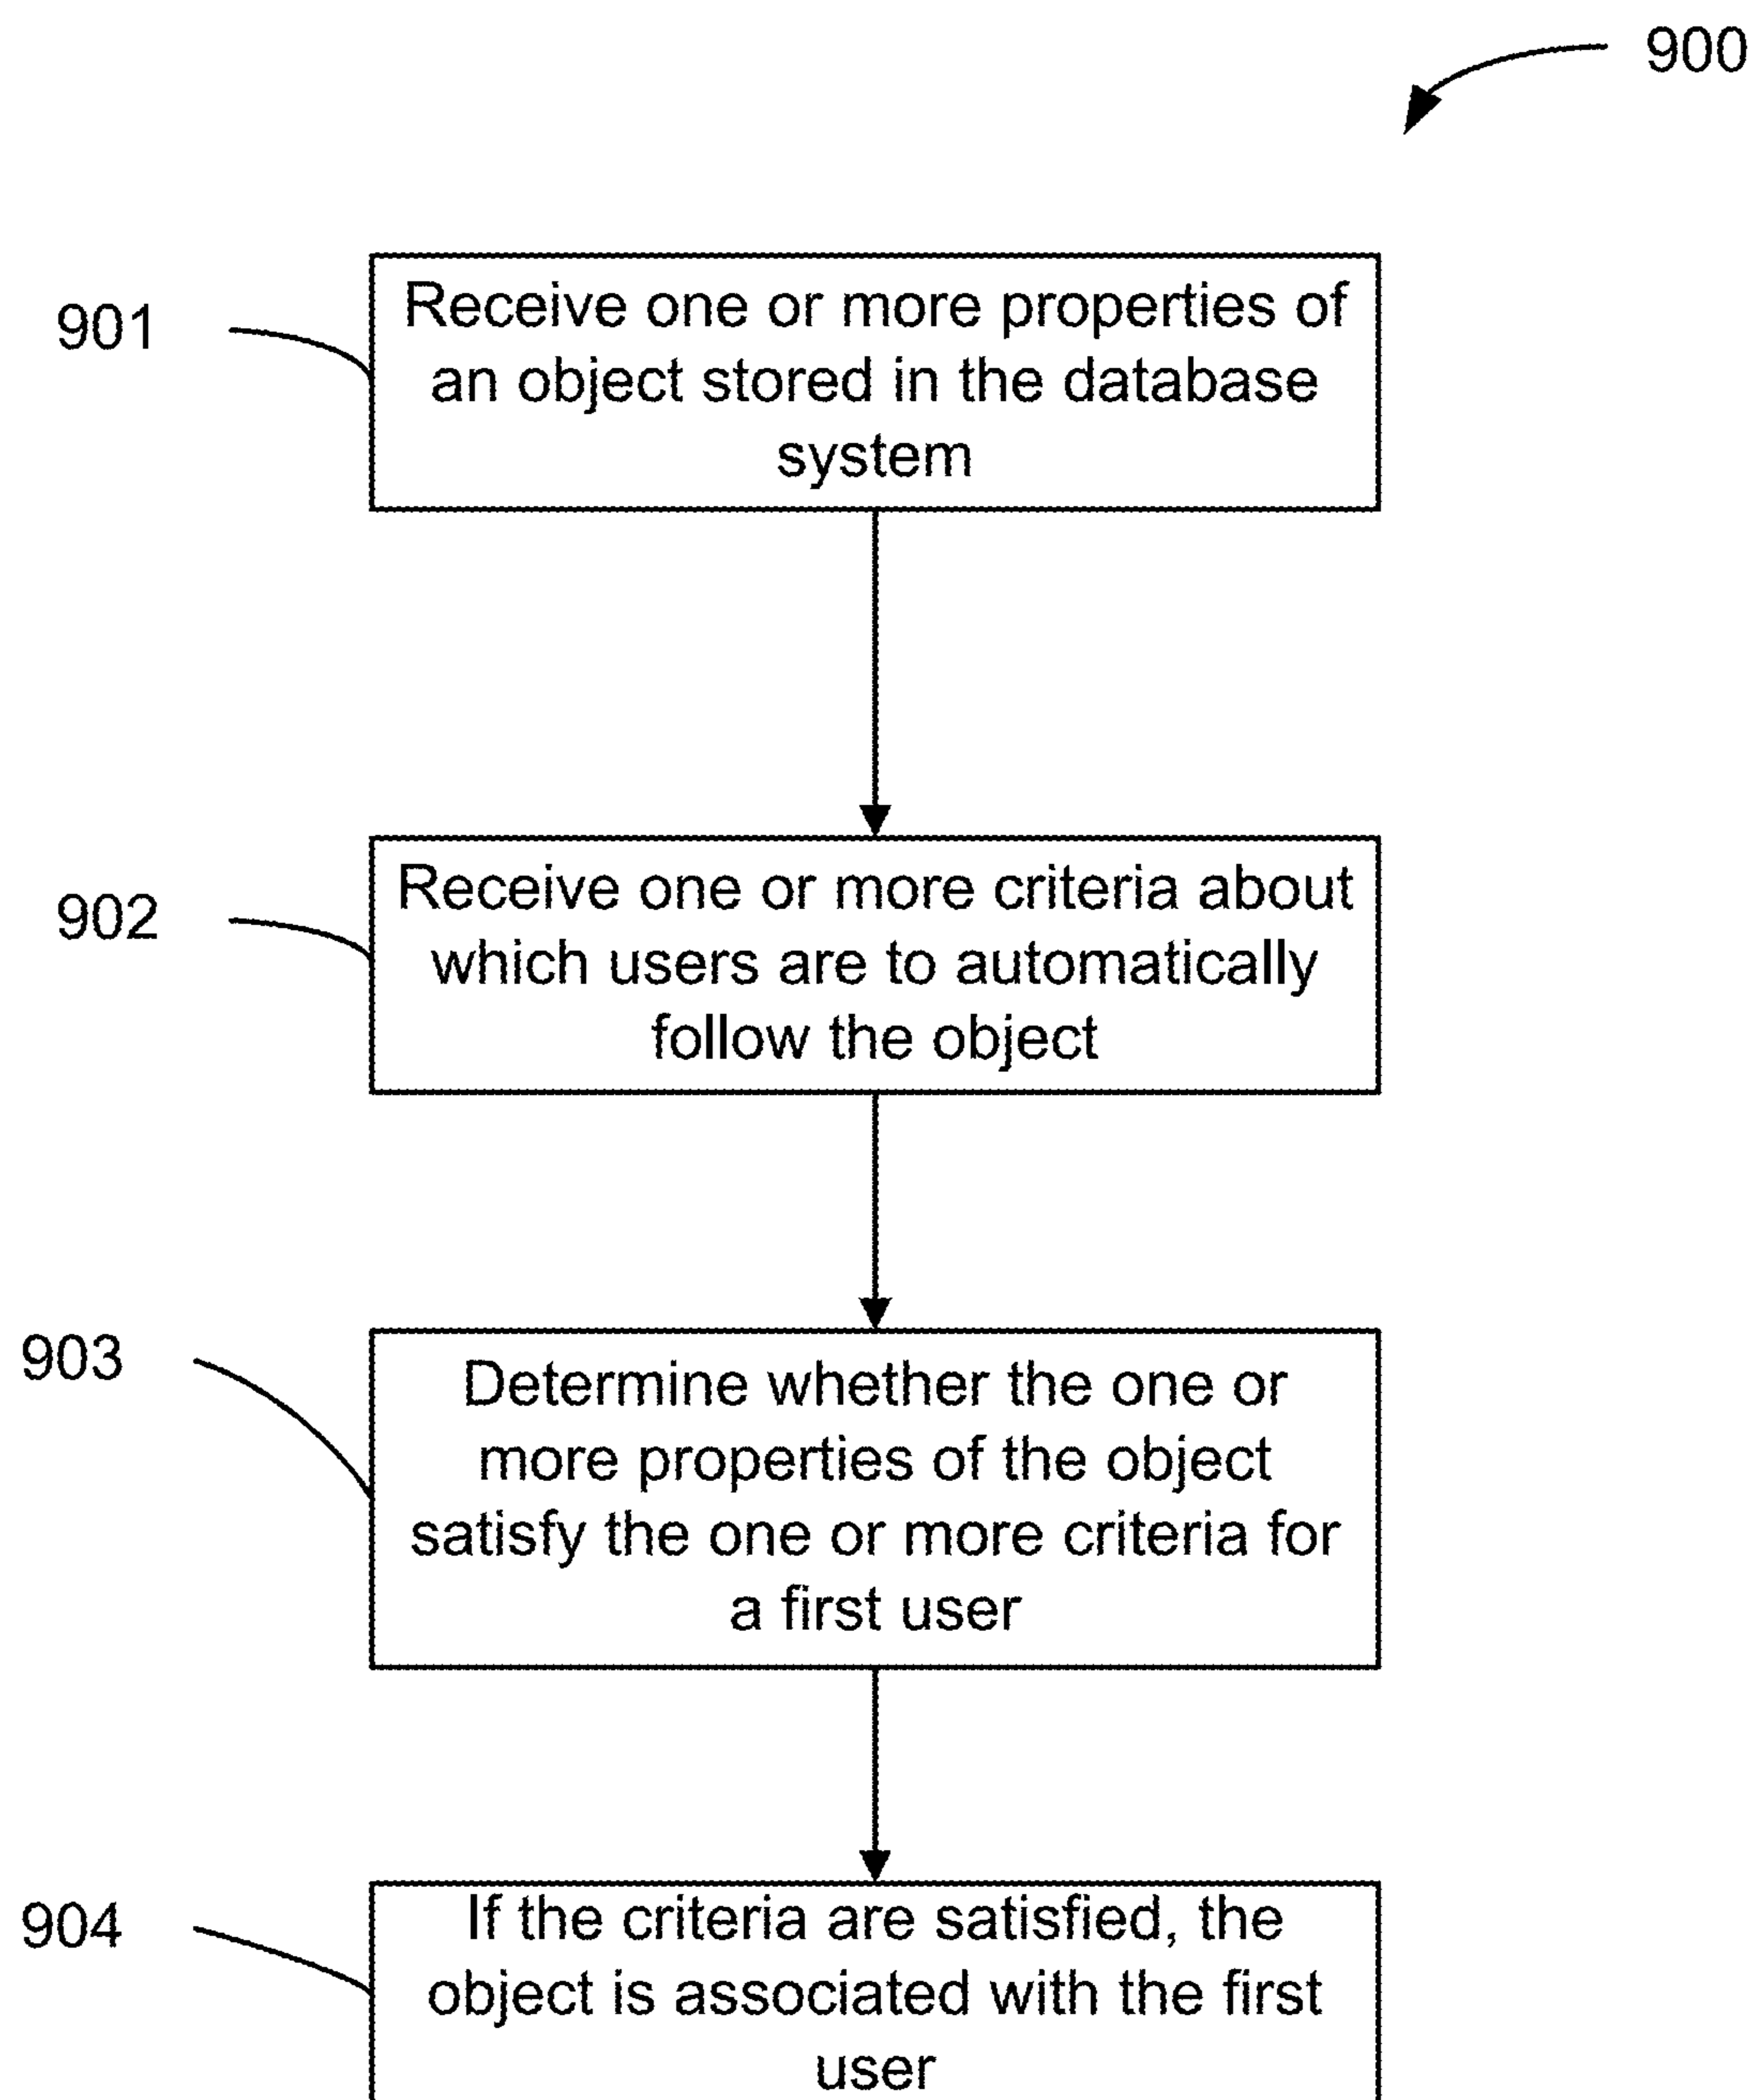 900
901
Receive one or more properties of
an object stored in the database
system
902
Receive one or more criteria about
which users are to automatically
follow the object
903
Determine whether the one or
more properties of the object
satisfy the one or more criteria for
a first user
904
If the criteria are satisfied, the
object is associated with the first
user